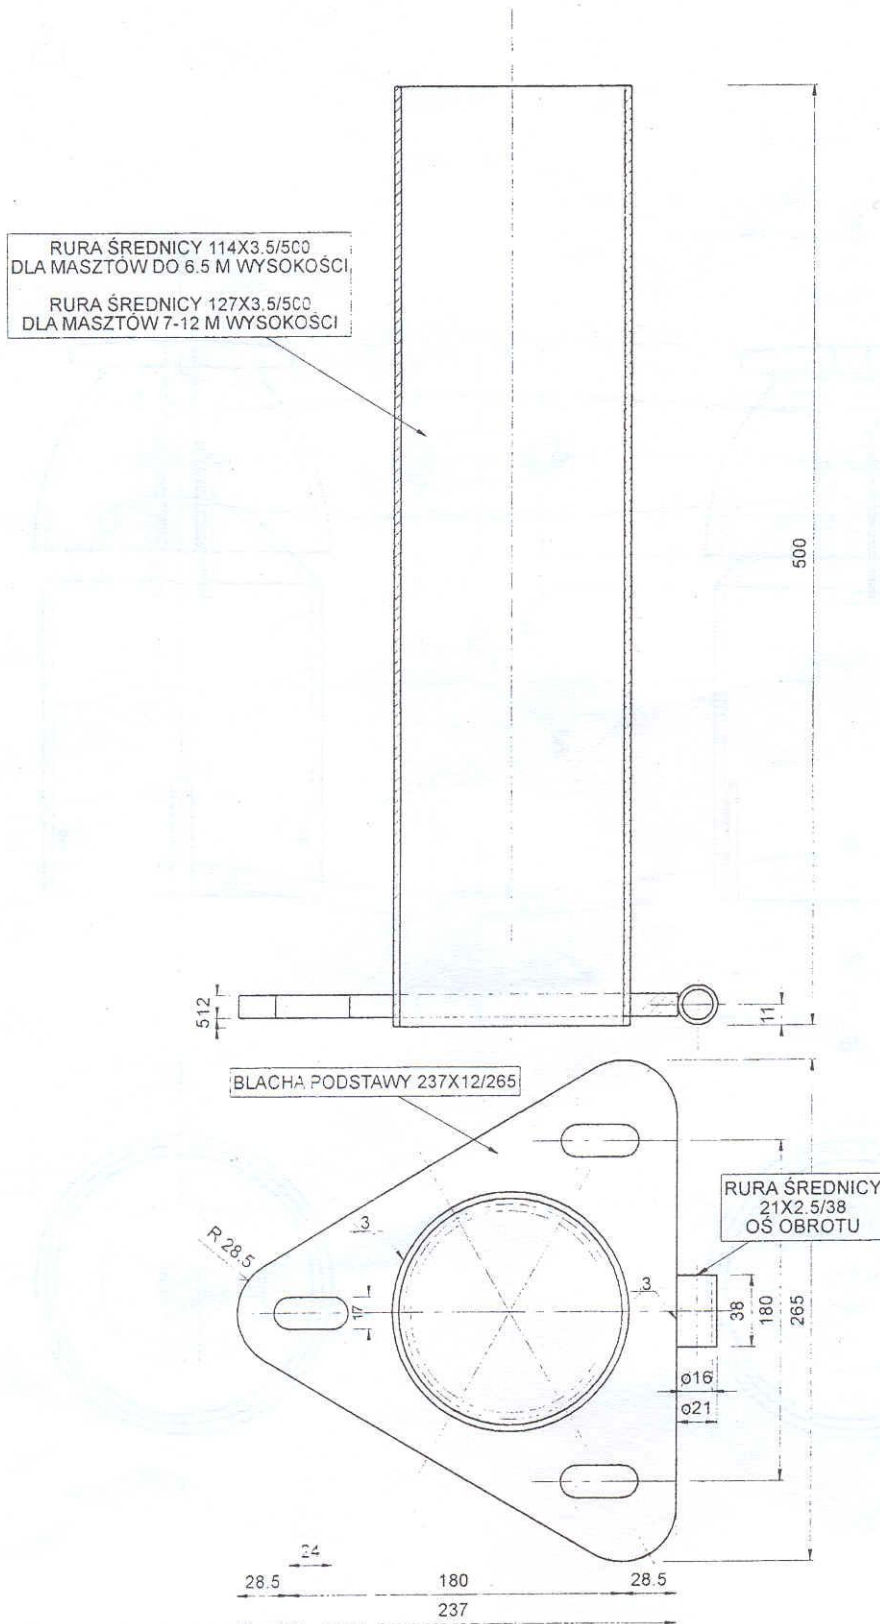 RURA ŚREDNICY 114X3.5/500
DLA MASZTÓW DO 6.5 M WYSOKOŚCI
RURA ŚREDNICY 127X3.5/500
DLA MASZTÓW 7-12 M WYSOKOŚCI
500
512
11
BLACHA PODSTAWY 237X12/265
RURA ŚREDNICY
21X2.5/38
OŚ OBROTU
R 28.5
3
3
17
38
180
265
ø16
ø21
24
28.5
180
28.5
237